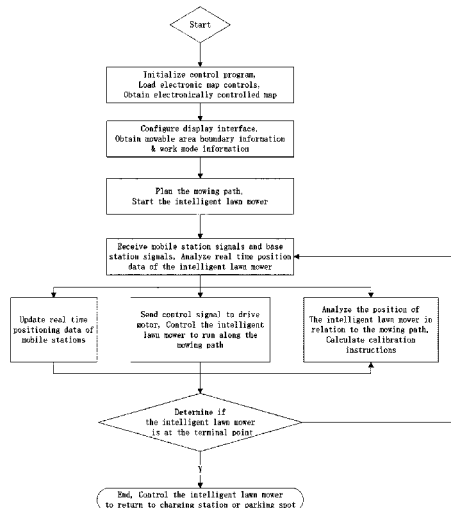 Start
Initialize control program,
Load electronic map controls,
Obtain electronically controlled map
Configure display interface,
Obtain movable area boundary information
& work mode information
Plan the mowing path,
Start the intelligent lawn mower
Receive mobile station signals and base
station signals, Analyze real time position
data of the intelligent lawn mower
Update real time
positioning data of
mobile stations
Send control signal to drive
motor, Control the intelligent
lawn mower to run along the
mowing path
Analyze the position of
The intelligent lawn mower in
relation to the mowing path,
Calculate calibration
instructions
Determine if
the intelligent lawn mower
is at the terminal point
Y
End, Control the intelligent lawn mower
to return to charging station or parking spot